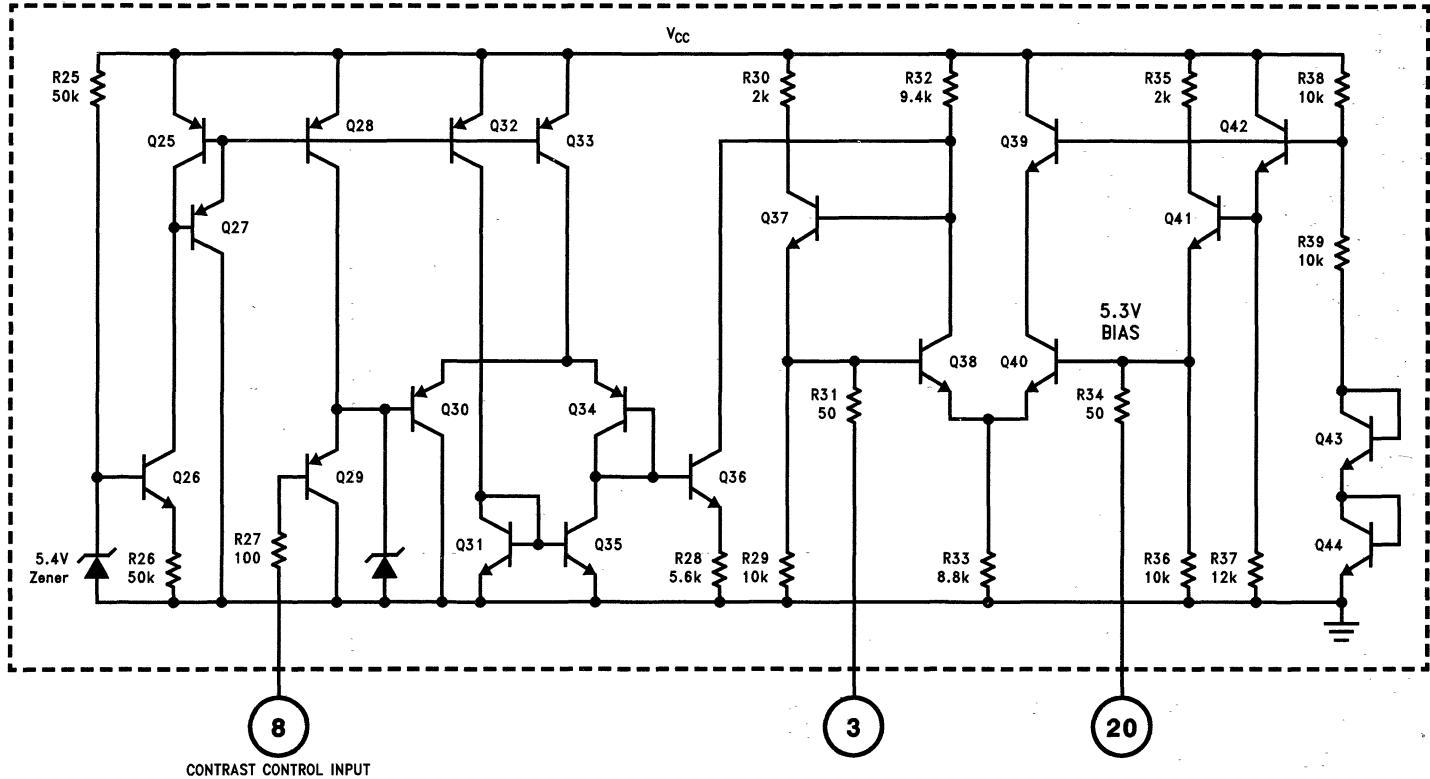 V_CC
R25
50k
R30
2k
R32
9.4k
R35
2k
R38
10k
Q25
Q28
Q32
Q33
Q39
Q42
Q27
Q37
Q41
R39
10k
5.3V
BIAS
Q38
Q40
Q30
Q34
R31
50
R34
50
Q43
Q26
Q29
Q36
R27
100
Q31
Q35
Q44
5.4V
Zener
R26
50k
R28
5.6k
R29
10k
R33
8.8k
R36
10k
R37
12k
8
3
20
CONTRAST CONTROL INPUT